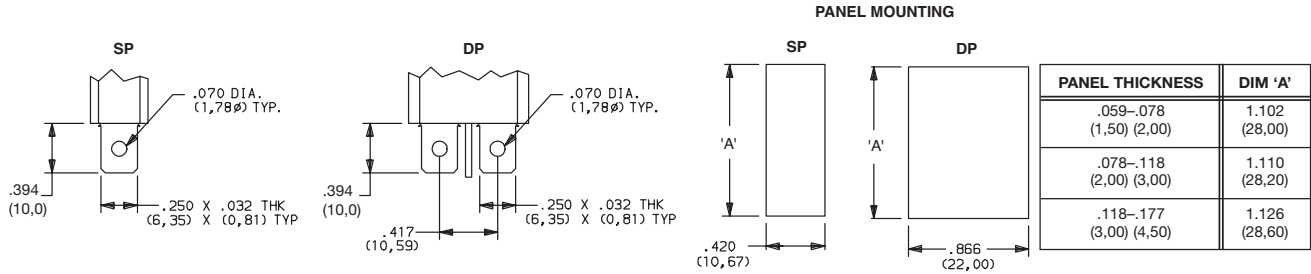 PANEL MOUNTING
SP
.070 DIA.
(1,78ø) TYP.
.394
(10,0)
.250 X .032 THK
(6,35) X (0,81) TYP
DP
.070 DIA.
(1,78ø) TYP.
.394
(10,0)
.250 X .032 THK
(6,35) X (0,81) TYP
.417
(10,59)
SP
'A'
.420
(10,67)
DP
'A'
.866
(22,00)
PANEL THICKNESS DIM ‘A’
.059–.078 1.102
(1,50) (2,00) (28,00)
.078–.118 1.110
(2,00) (3,00) (28,20)
.118–.177 1.126
(3,00) (4,50) (28,60)